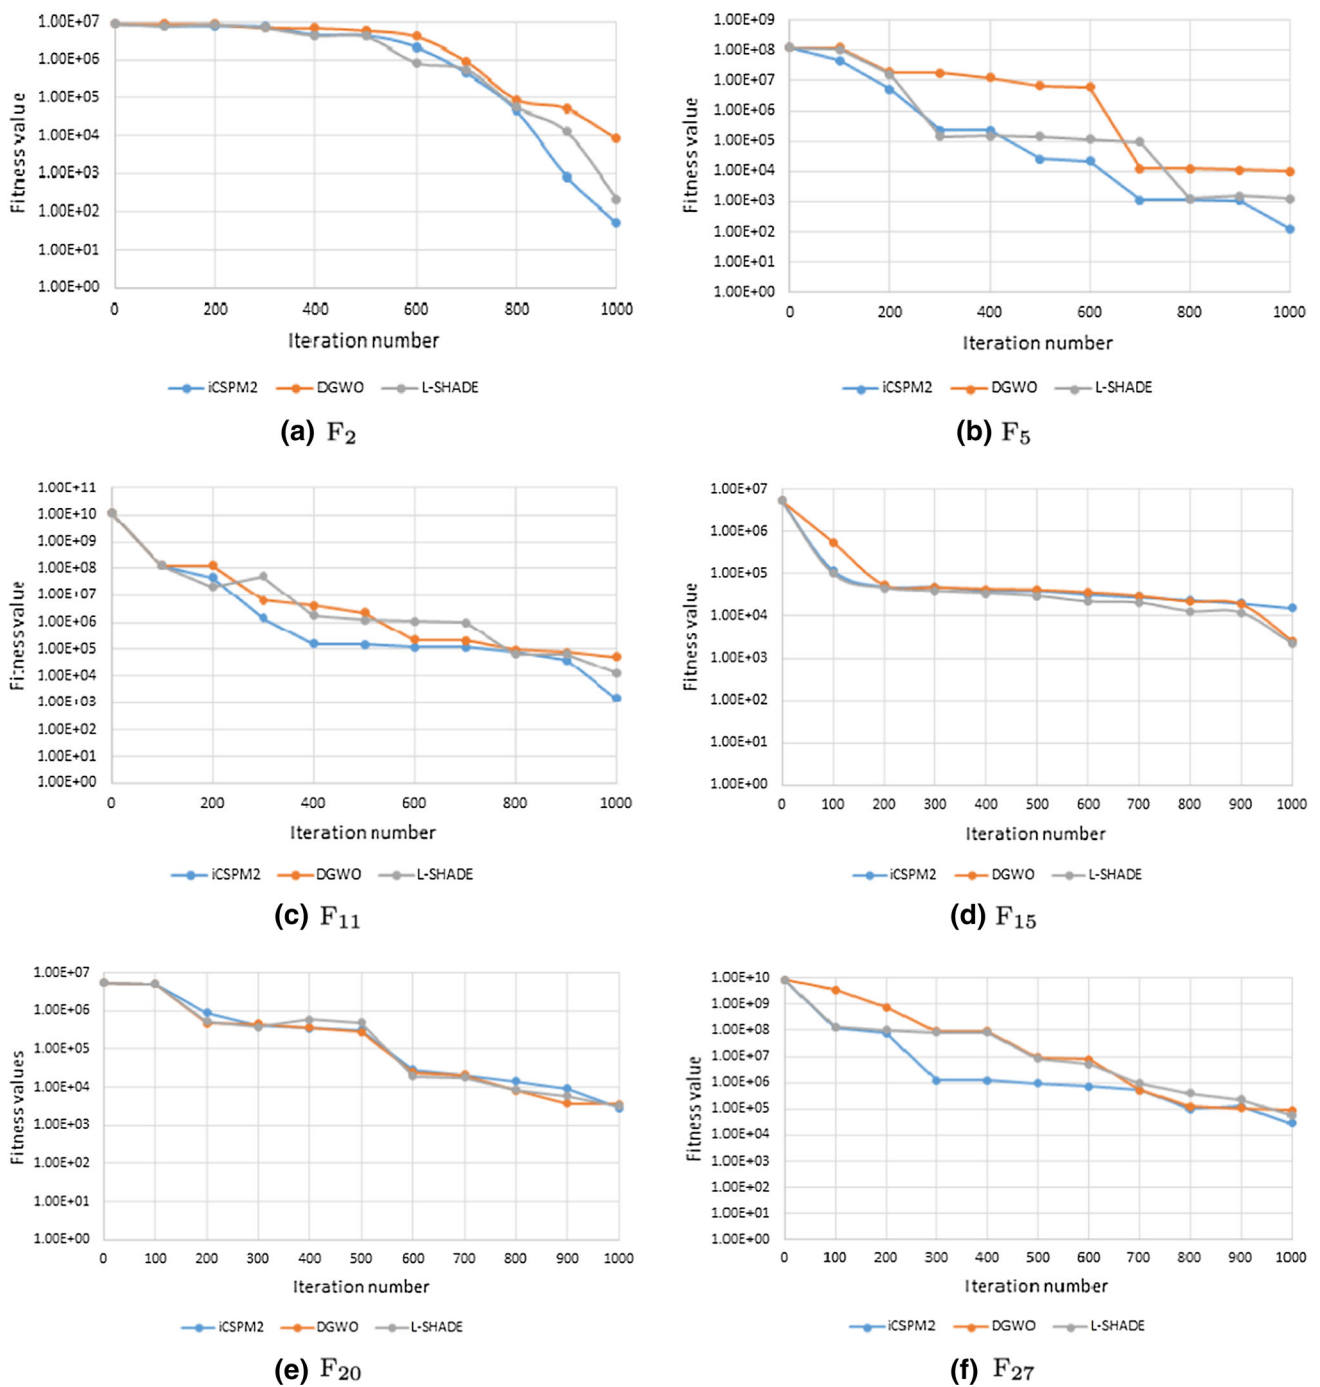 Fitness value
1.00E+07
1.00E+06
1.00E+05
1.00E+04
1.00E+03
1.00E+02
1.00E+01
1.00E+00
0 200 400 600 800 1000
Iteration number
iCSPM2 DGWO L-SHADE
(a) F2
Fitness value
1.00E+09
1.00E+08
1.00E+07
1.00E+06
1.00E+05
1.00E+04
1.00E+03
1.00E+02
1.00E+01
1.00E+00
0 200 400 600 800 1000
Iteration number
iCSPM2 DGWO L-SHADE
(b) F5
Fitness value
1.00E+11
1.00E+10
1.00E+09
1.00E+08
1.00E+07
1.00E+06
1.00E+05
1.00E+04
1.00E+03
1.00E+02
1.00E+01
1.00E+00
0 200 400 600 800 1000
Iteration number
iCSPM2 DGWO L-SHADE
(c) F11
Fitness value
1.00E+07
1.00E+06
1.00E+05
1.00E+04
1.00E+03
1.00E+02
1.00E+01
1.00E+00
0 100 200 300 400 500 600 700 800 900 1000
Iteration number
iCSPM2 DGWO L-SHADE
(d) F15
Fitness values
1.00E+07
1.00E+06
1.00E+05
1.00E+04
1.00E+03
1.00E+02
1.00E+01
1.00E+00
0 100 200 300 400 500 600 700 800 900 1000
Iteration number
iCSPM2 DGWO L-SHADE
(e) F20
Fitness value
1.00E+10
1.00E+09
1.00E+08
1.00E+07
1.00E+06
1.00E+05
1.00E+04
1.00E+03
1.00E+02
1.00E+01
1.00E+00
0 100 200 300 400 500 600 700 800 900 1000
Iteration number
iCSPM2 DGWO L-SHADE
(f) F27